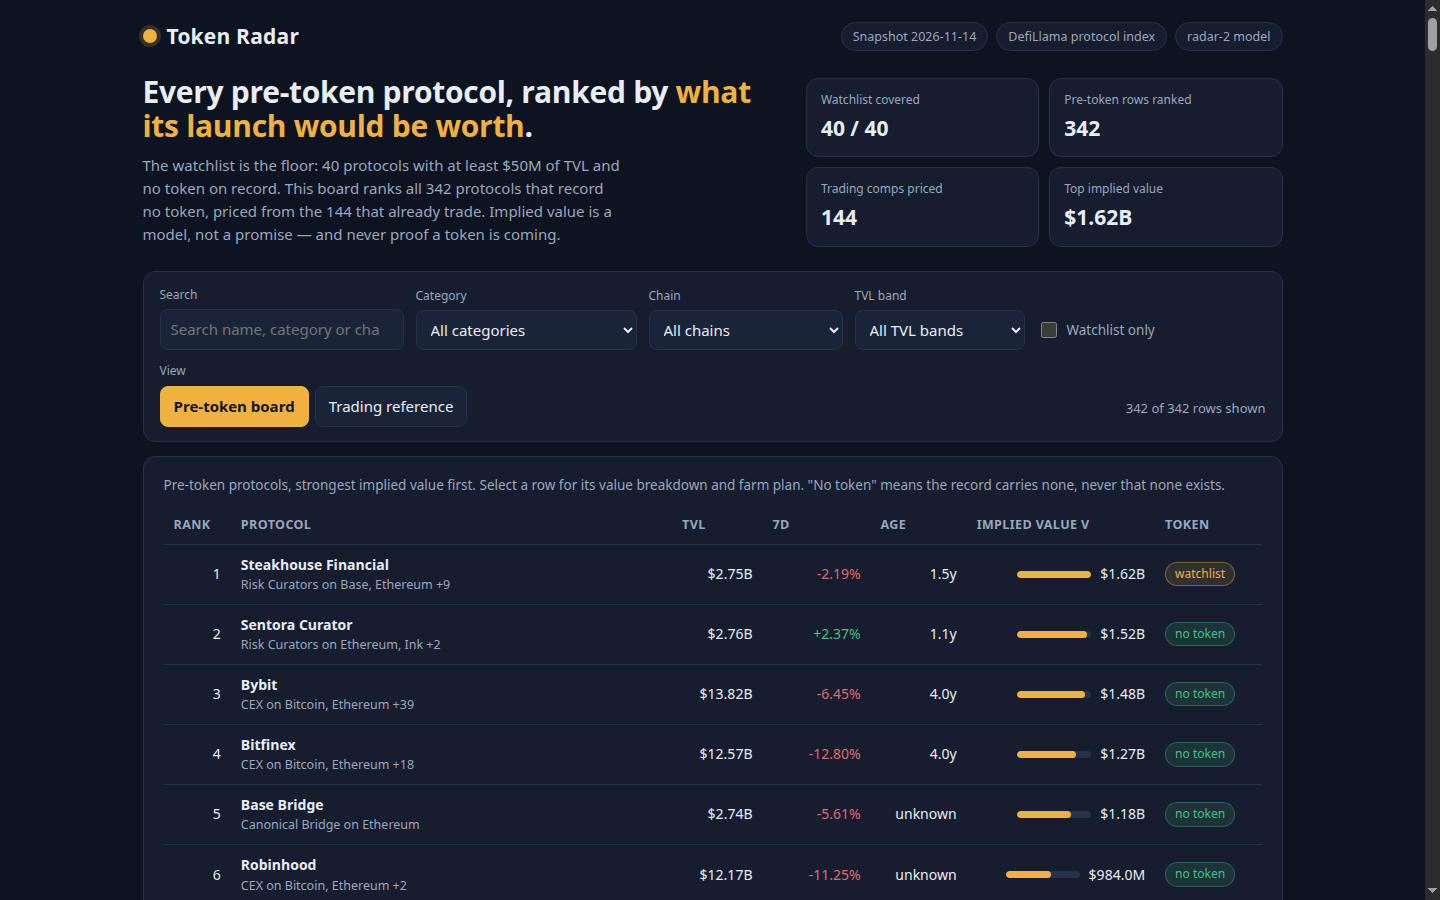 Token Radar
Snapshot 2026-11-14
DefiLlama protocol index
radar-2 model
Every pre-token protocol, ranked by what
its launch would be worth.
The watchlist is the floor: 40 protocols with at least $50M of TVL and
no token on record. This board ranks all 342 protocols that record
no token, priced from the 144 that already trade. Implied value is a
model, not a promise — and never proof a token is coming.
Watchlist covered
40 / 40
Pre-token rows ranked
342
Trading comps priced
144
Top implied value
$1.62B
Search
Search name, category or cha
Category
All categories
Chain
All chains
TVL band
All TVL bands
Watchlist only
View
Pre-token board
Trading reference
342 of 342 rows shown
Pre-token protocols, strongest implied value first. Select a row for its value breakdown and farm plan. "No token" means the record carries none, never that none exists.
RANK PROTOCOL TVL 7D AGE IMPLIED VALUE V TOKEN
1 Steakhouse Financial $2.75B -2.19% 1.5y $1.62B watchlist
Risk Curators on Base, Ethereum +9
2 Sentora Curator $2.76B +2.37% 1.1y $1.52B no token
Risk Curators on Ethereum, Ink +2
3 Bybit $13.82B -6.45% 4.0y $1.48B no token
CEX on Bitcoin, Ethereum +39
4 Bitfinex $12.57B -12.80% 4.0y $1.27B no token
CEX on Bitcoin, Ethereum +18
5 Base Bridge $2.74B -5.61% unknown $1.18B no token
Canonical Bridge on Ethereum
6 Robinhood $12.17B -11.25% unknown $984.0M no token
CEX on Bitcoin, Ethereum +2